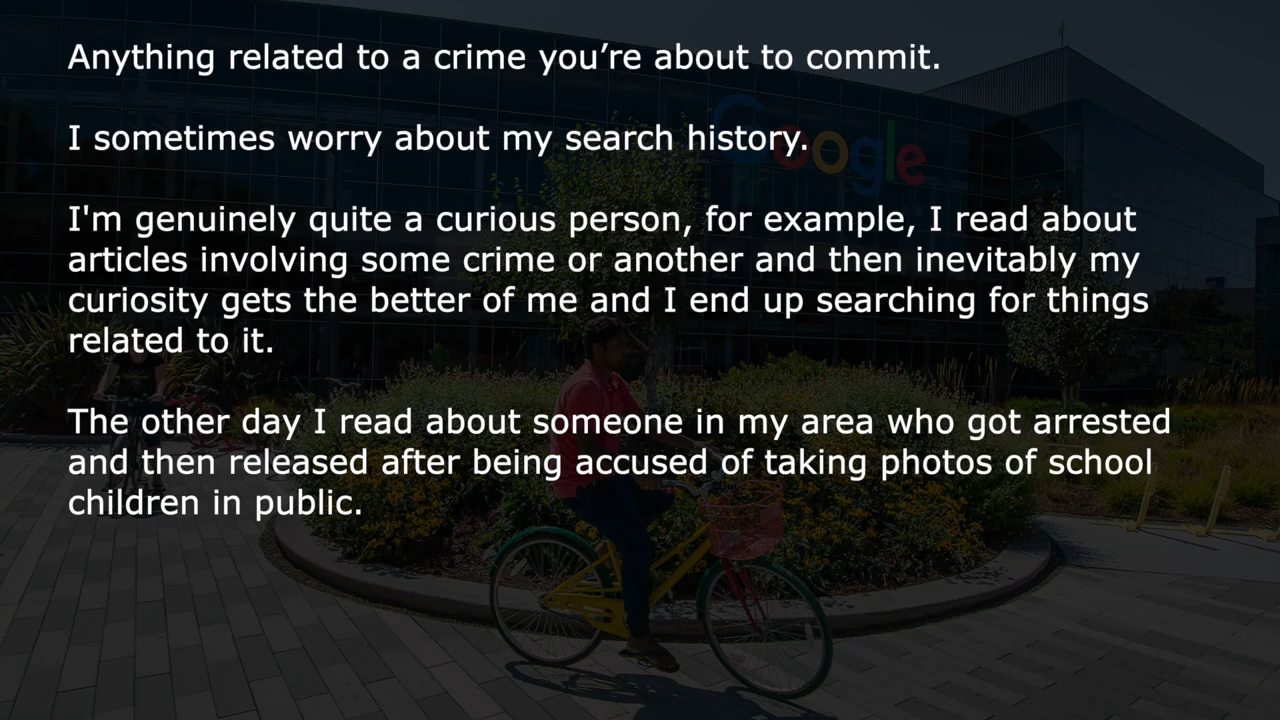 Anything related to a crime you’re about to commit.
I sometimes worry about my search history.
Google
I'm genuinely quite a curious person, for example, I read about
articles involving some crime or another and then inevitably my
curiosity gets the better of me and I end up searching for things
related to it.
The other day I read about someone in my area who got arrested
and then released after being accused of taking photos of school
children in public.